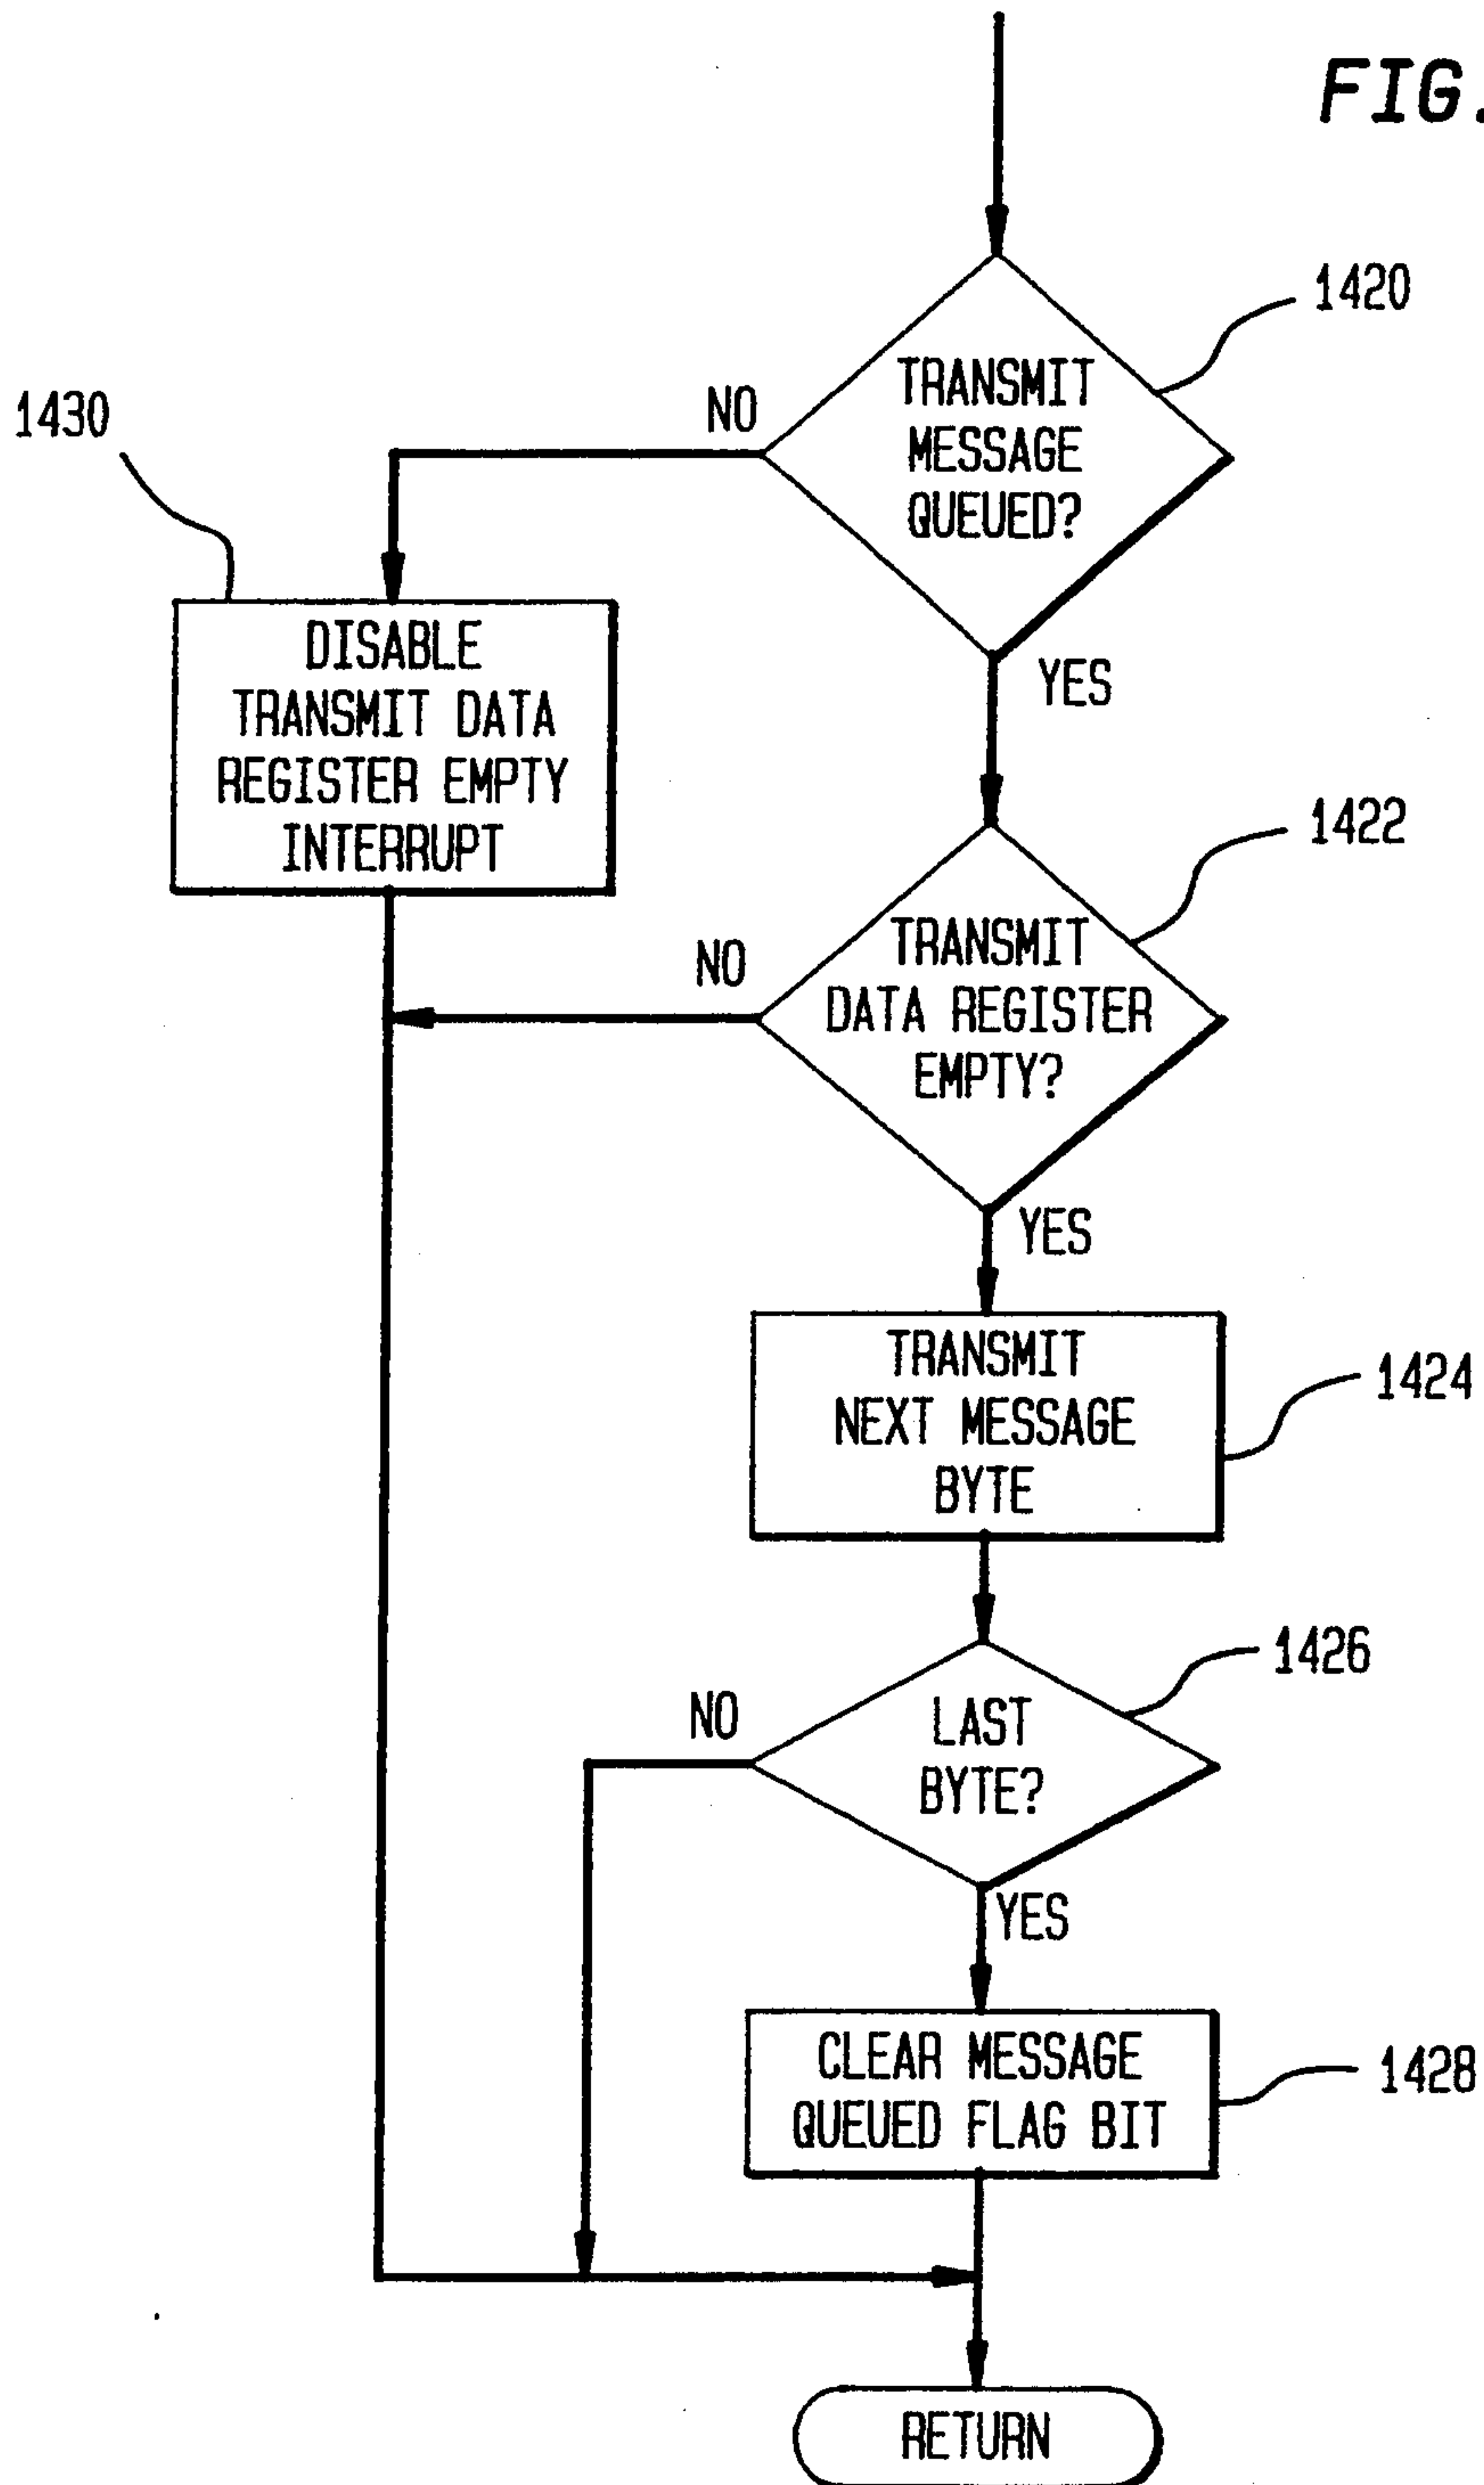 FIG.
1420
TRANSMIT
MESSAGE
QUEUED?
NO
YES
1430
DISABLE
TRANSMIT DATA
REGISTER EMPTY
INTERRUPT
1422
TRANSMIT
DATA REGISTER
EMPTY?
NO
YES
TRANSMIT
NEXT MESSAGE
BYTE
1424
1426
LAST
BYTE?
NO
YES
CLEAR MESSAGE
QUEUED FLAG BIT
1428
RETURN